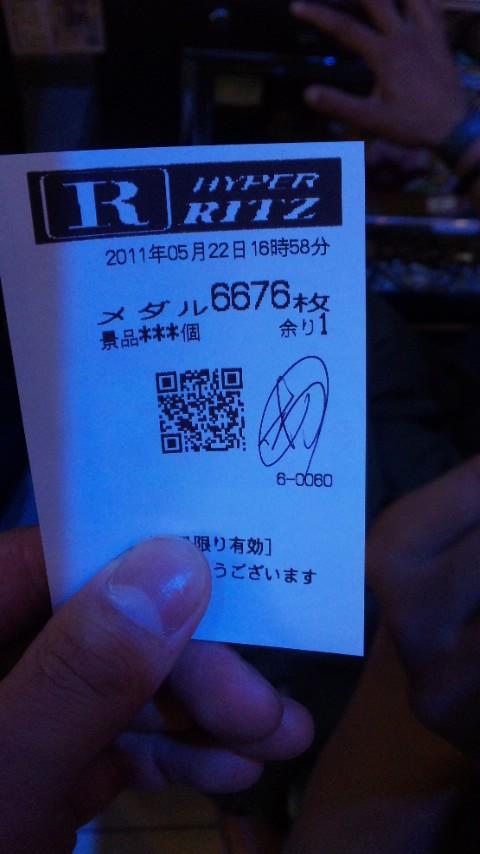 R HYPER
RITZ
2011年05月22日16時58分
メダル6676枚
景品***個 余り1
6-0060
限り有効]
うございます